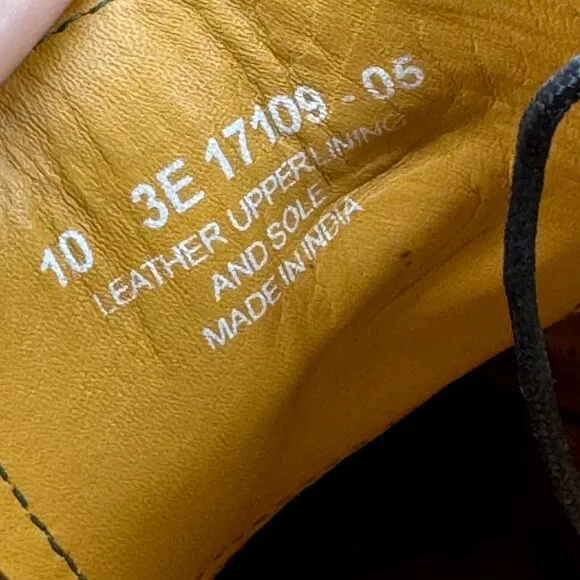 10 3E 17109-05
LEATHER UPPER LINING
AND SOLE
MADE IN INDIA